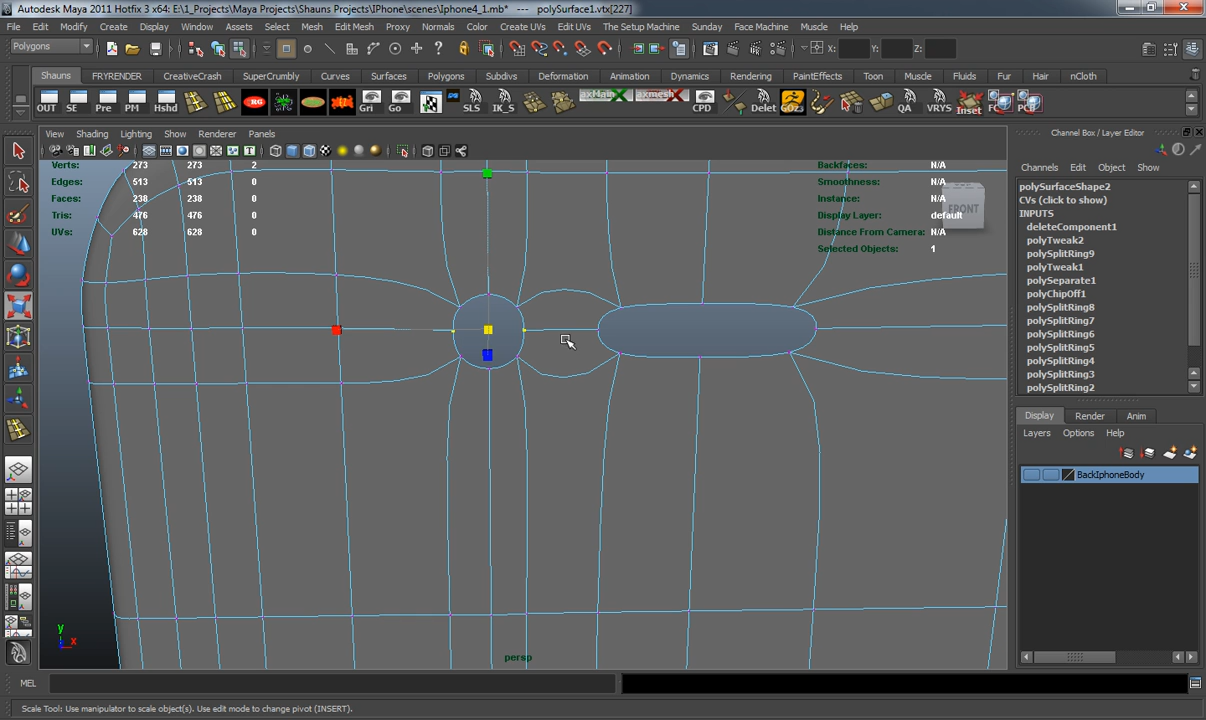 Autodesk Maya 2011 Hotfix 3 x64: E:\1_Projects\Maya Projects\Shauns Projects\IPhone\scenes\Iphone4_1.mb* --- polySurface1.vtx[227]
File Edit Modify Create Display Window Assets Select Mesh Edit Mesh Proxy Normals Color Create UVs Edit UVs The Setup Machine Sunday Face Machine Muscle Help
Polygons X: Y: Z:
Shauns FRYRENDER CreativeCrash SuperCrumbly Curves Surfaces Polygons Subdivs Deformation Animation Dynamics Rendering PaintEffects Toon Muscle Fluids Fur Hair nCloth
OUT SE Pre PM Hshd Gri Go SLS IK_S axMain axmesh CPD Delet GOz3 QA VRYS Inset FC PCB
View Shading Lighting Show Renderer Panels
Channel Box / Layer Editor
Channels Edit Object Show
Verts: 273 273 2
Edges: 513 513 0
Faces: 238 238 0
Tris: 476 476 0
UVs: 628 628 0
Backfaces: N/A
Smoothness: N/A
Instance: N/A
Display Layer: default
Distance From Camera: N/A
Selected Objects: 1
FRONT
polySurfaceShape2
CVs (click to show)
INPUTS
deleteComponent1
polyTweak2
polySplitRing9
polyTweak1
polySeparate1
polyChipOff1
polySplitRing8
polySplitRing7
polySplitRing6
polySplitRing5
polySplitRing4
polySplitRing3
polySplitRing2
Display Render Anim
Layers Options Help
BackIphoneBody
y
x
persp
MEL
Scale Tool: Use manipulator to scale object(s). Use edit mode to change pivot (INSERT).